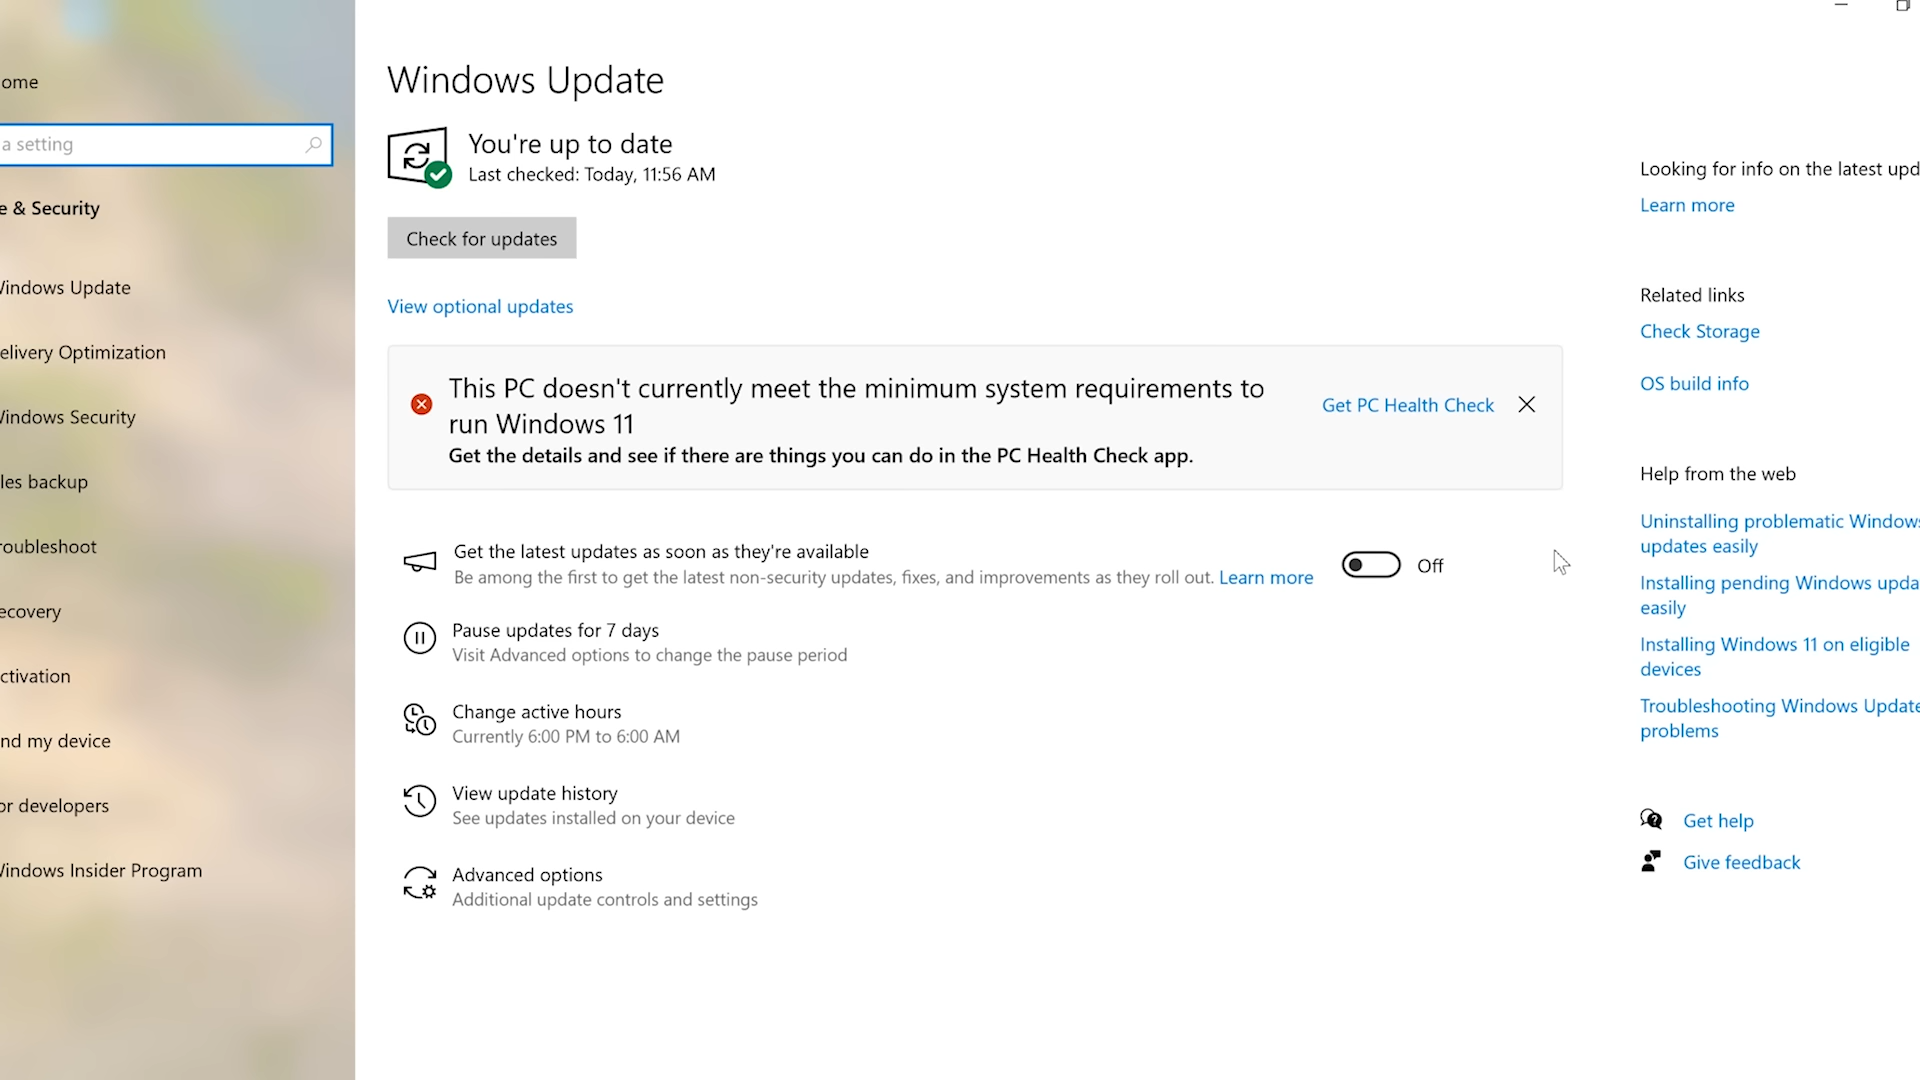 ome
a setting
e & Security
Windows Update
elivery Optimization
Windows Security
les backup
roubleshoot
ecovery
ctivation
nd my device
or developers
Windows Insider Program
Windows Update
You're up to date
Last checked: Today, 11:56 AM
Check for updates
View optional updates
This PC doesn't currently meet the minimum system requirements to
run Windows 11
Get the details and see if there are things you can do in the PC Health Check app.
Get PC Health Check
Get the latest updates as soon as they're available
Be among the first to get the latest non-security updates, fixes, and improvements as they roll out. Learn more
Off
Pause updates for 7 days
Visit Advanced options to change the pause period
Change active hours
Currently 6:00 PM to 6:00 AM
View update history
See updates installed on your device
Advanced options
Additional update controls and settings
Looking for info on the latest upd
Learn more
Related links
Check Storage
OS build info
Help from the web
Uninstalling problematic Windows
updates easily
Installing pending Windows upda
easily
Installing Windows 11 on eligible
devices
Troubleshooting Windows Update
problems
Get help
Give feedback